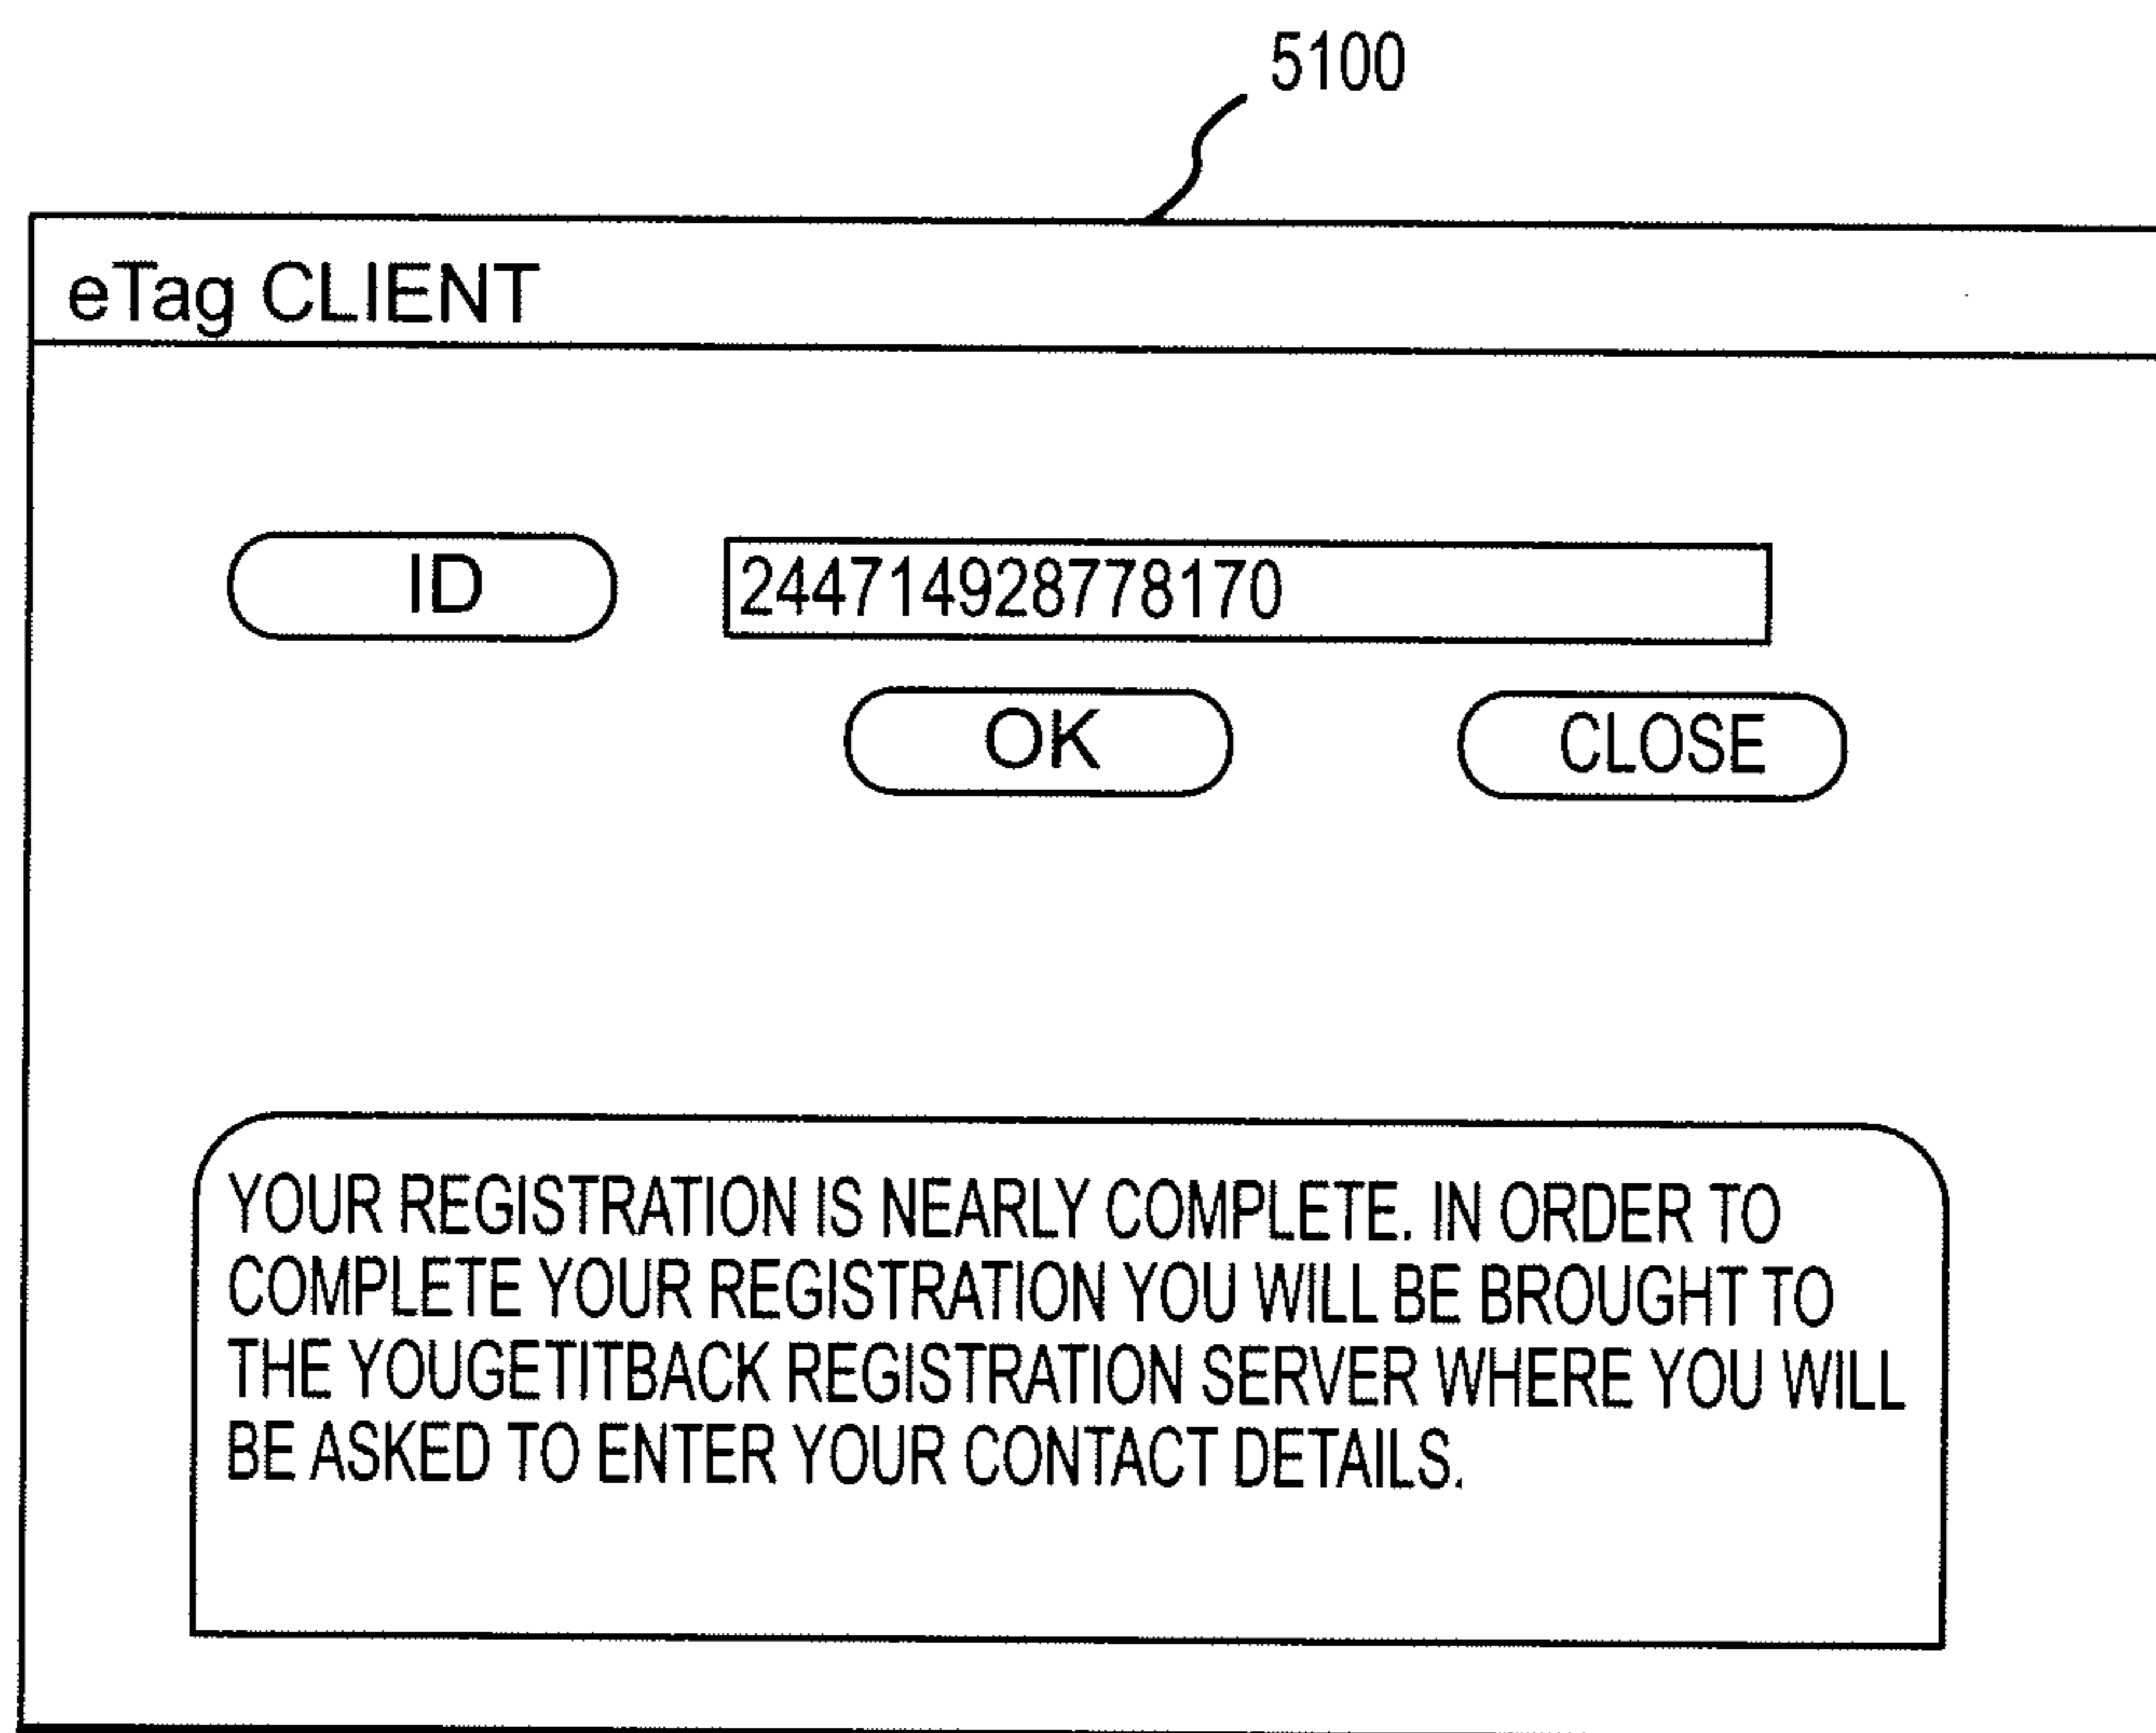 5100
eTag CLIENT
ID 244714928778170
OK CLOSE
YOUR REGISTRATION IS NEARLY COMPLETE. IN ORDER TO
COMPLETE YOUR REGISTRATION YOU WILL BE BROUGHT TO
THE YOUGETITBACK REGISTRATION SERVER WHERE YOU WILL
BE ASKED TO ENTER YOUR CONTACT DETAILS.